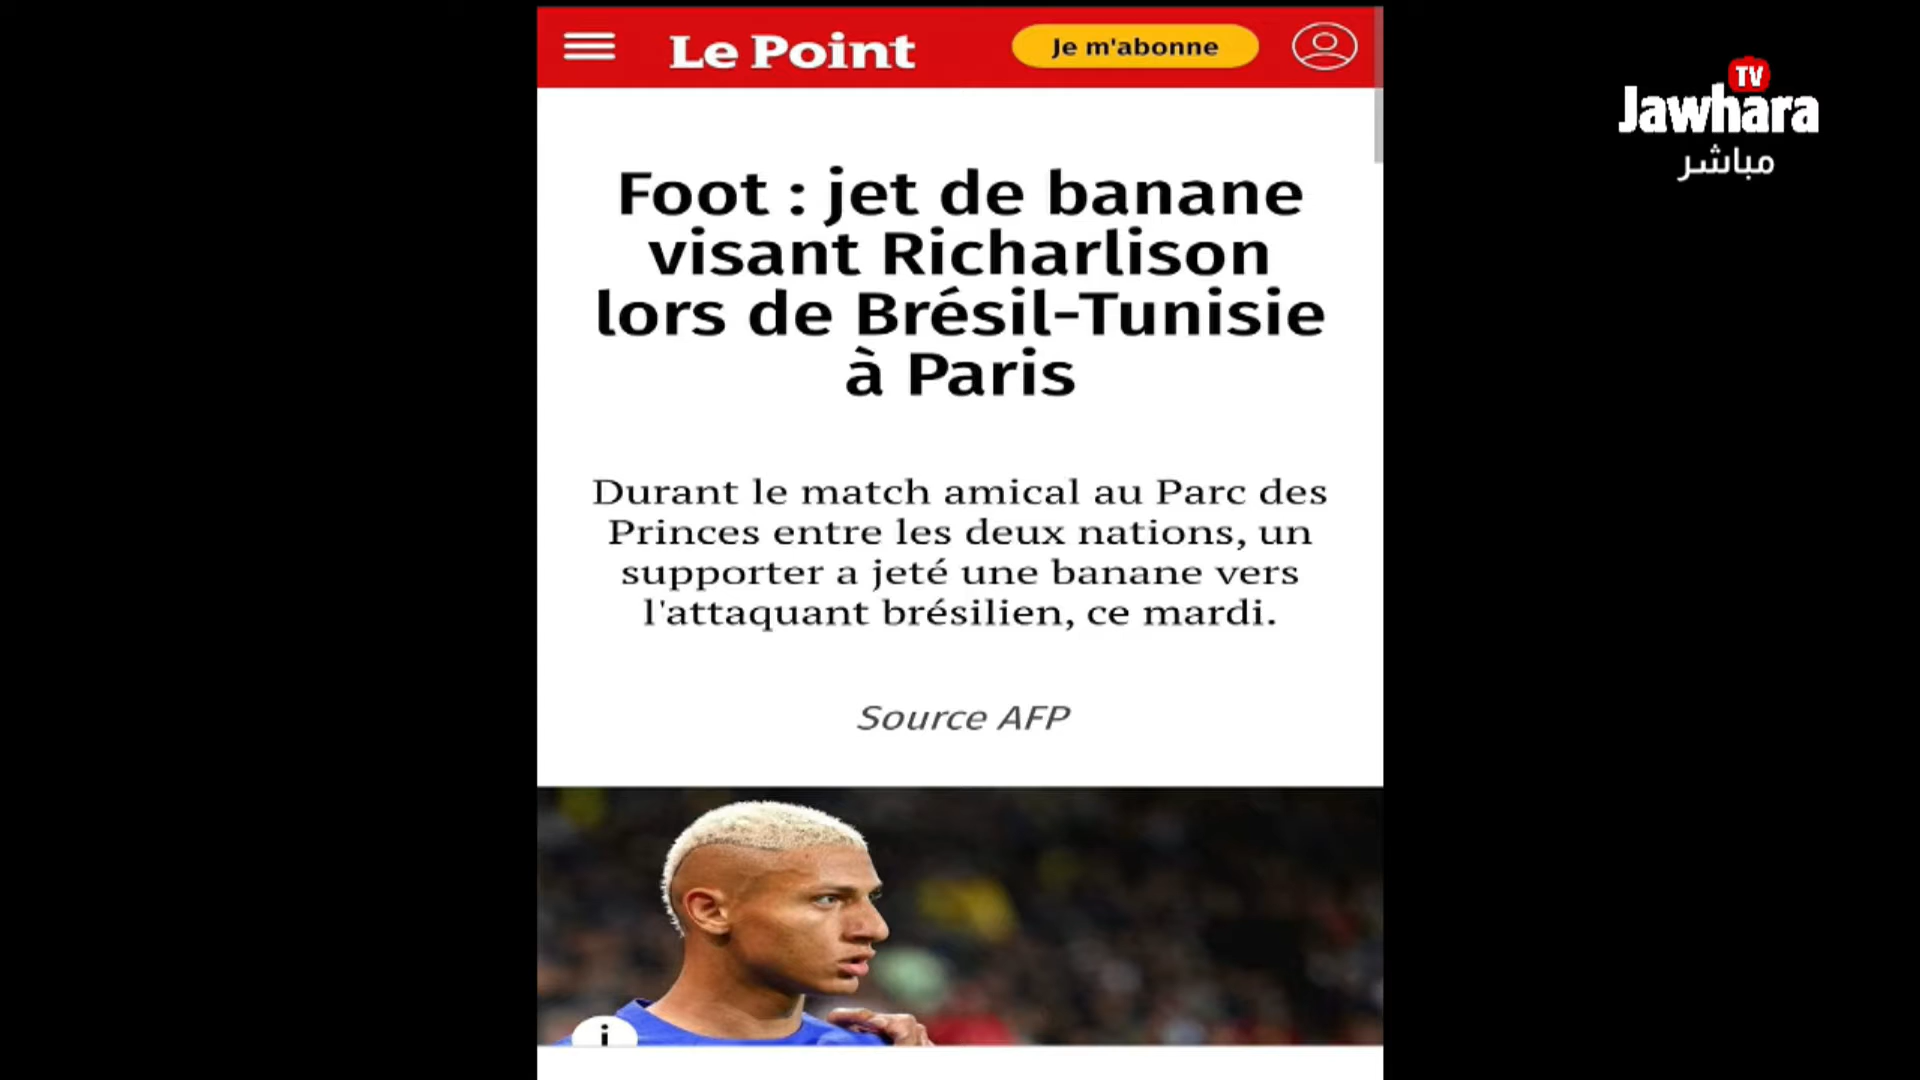 Le Point
Je m'abonne
TV
Jawhara
مباشر
Foot : jet de banane
visant Richarlison
lors de Brésil-Tunisie
à Paris
Durant le match amical au Parc des
Princes entre les deux nations, un
supporter a jeté une banane vers
l'attaquant brésilien, ce mardi.
Source AFP
i